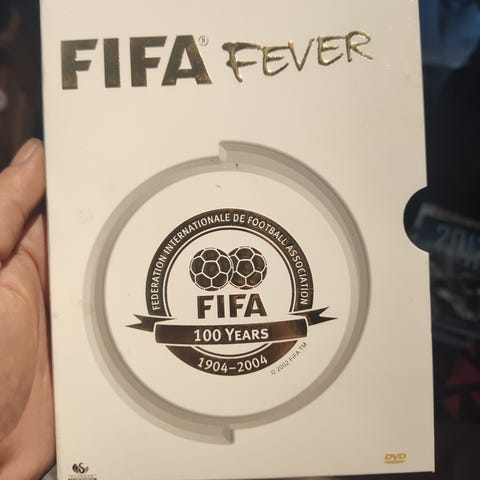 FIFA® FEVER
FEDERATION INTERNATIONALE DE FOOTBALL ASSOCIATION
FIFA
100 YEARS
1904–2004
© 2002 FIFA TM
DVD